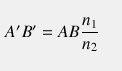 A′B′ = AB n₁/n₂